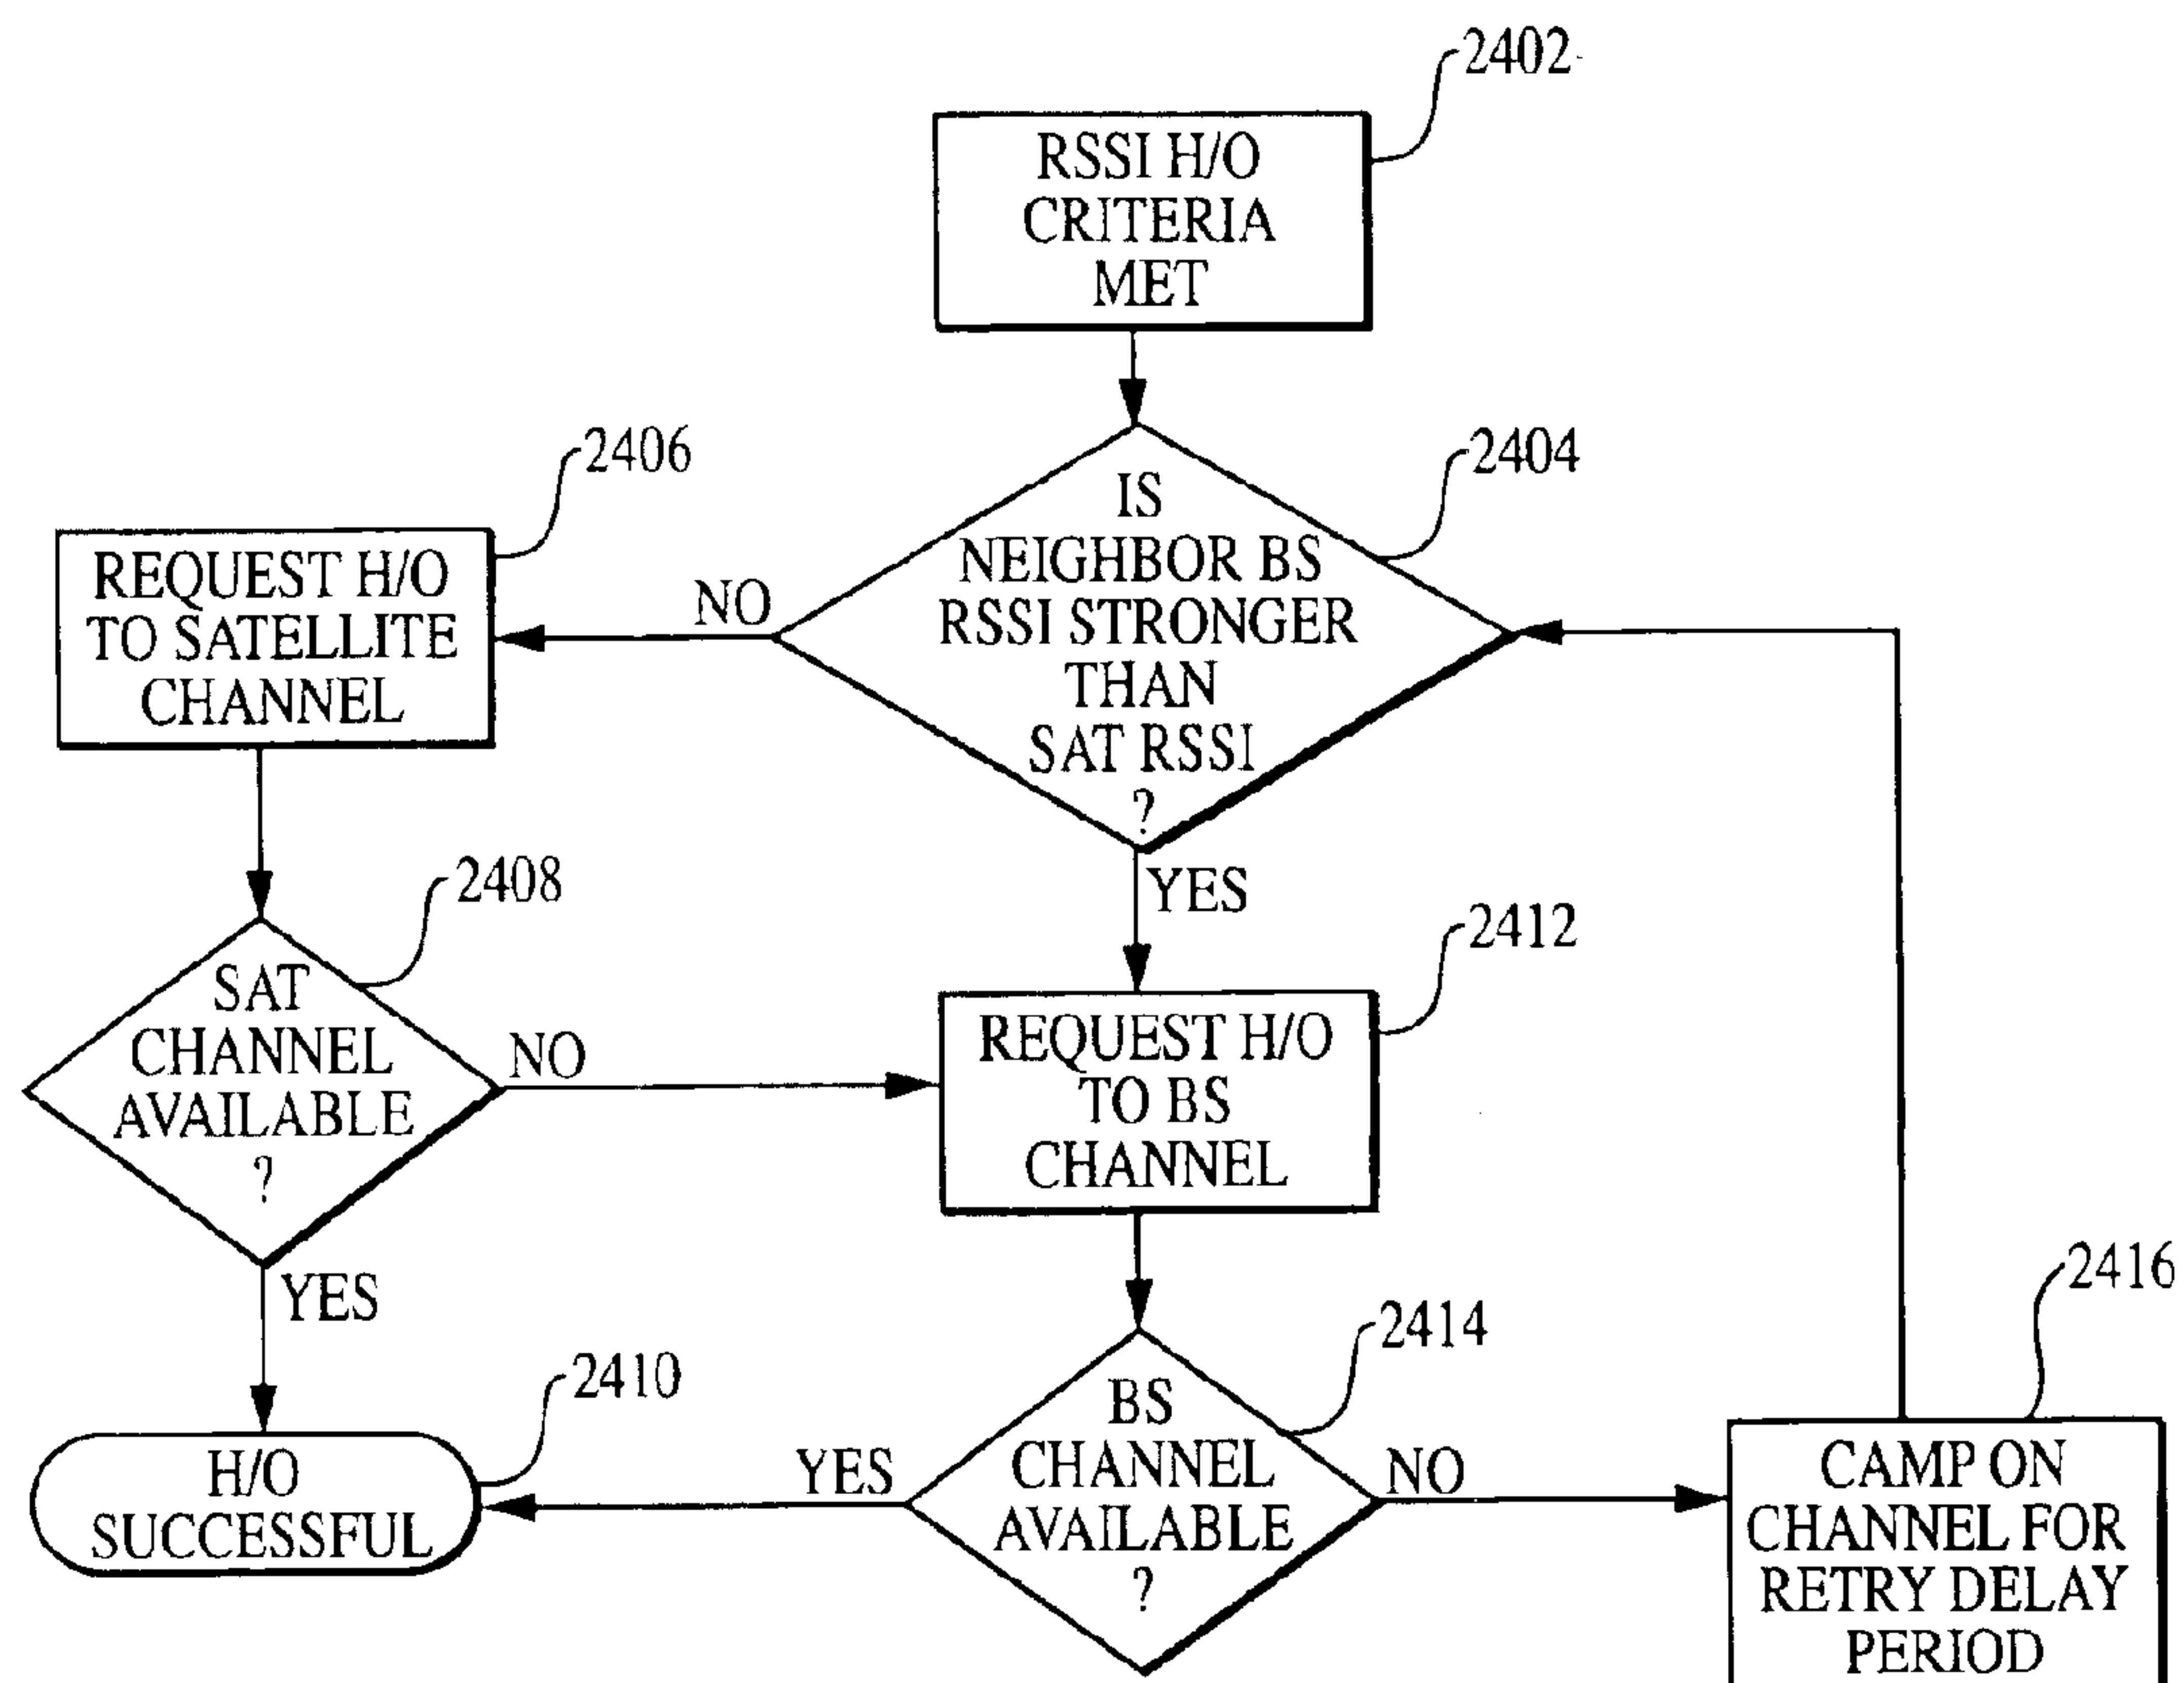 2402
RSSI H/O
CRITERIA
MET
2406
2404
IS
NEIGHBOR BS
RSSI STRONGER
THAN
SAT RSSI
?
REQUEST H/O
TO SATELLITE
CHANNEL
NO
YES
2408
2412
SAT
CHANNEL
AVAILABLE
?
NO
REQUEST H/O
TO BS
CHANNEL
YES
2416
2410
2414
H/O
SUCCESSFUL
YES
BS
CHANNEL
AVAILABLE
?
NO
CAMP ON
CHANNEL FOR
RETRY DELAY
PERIOD